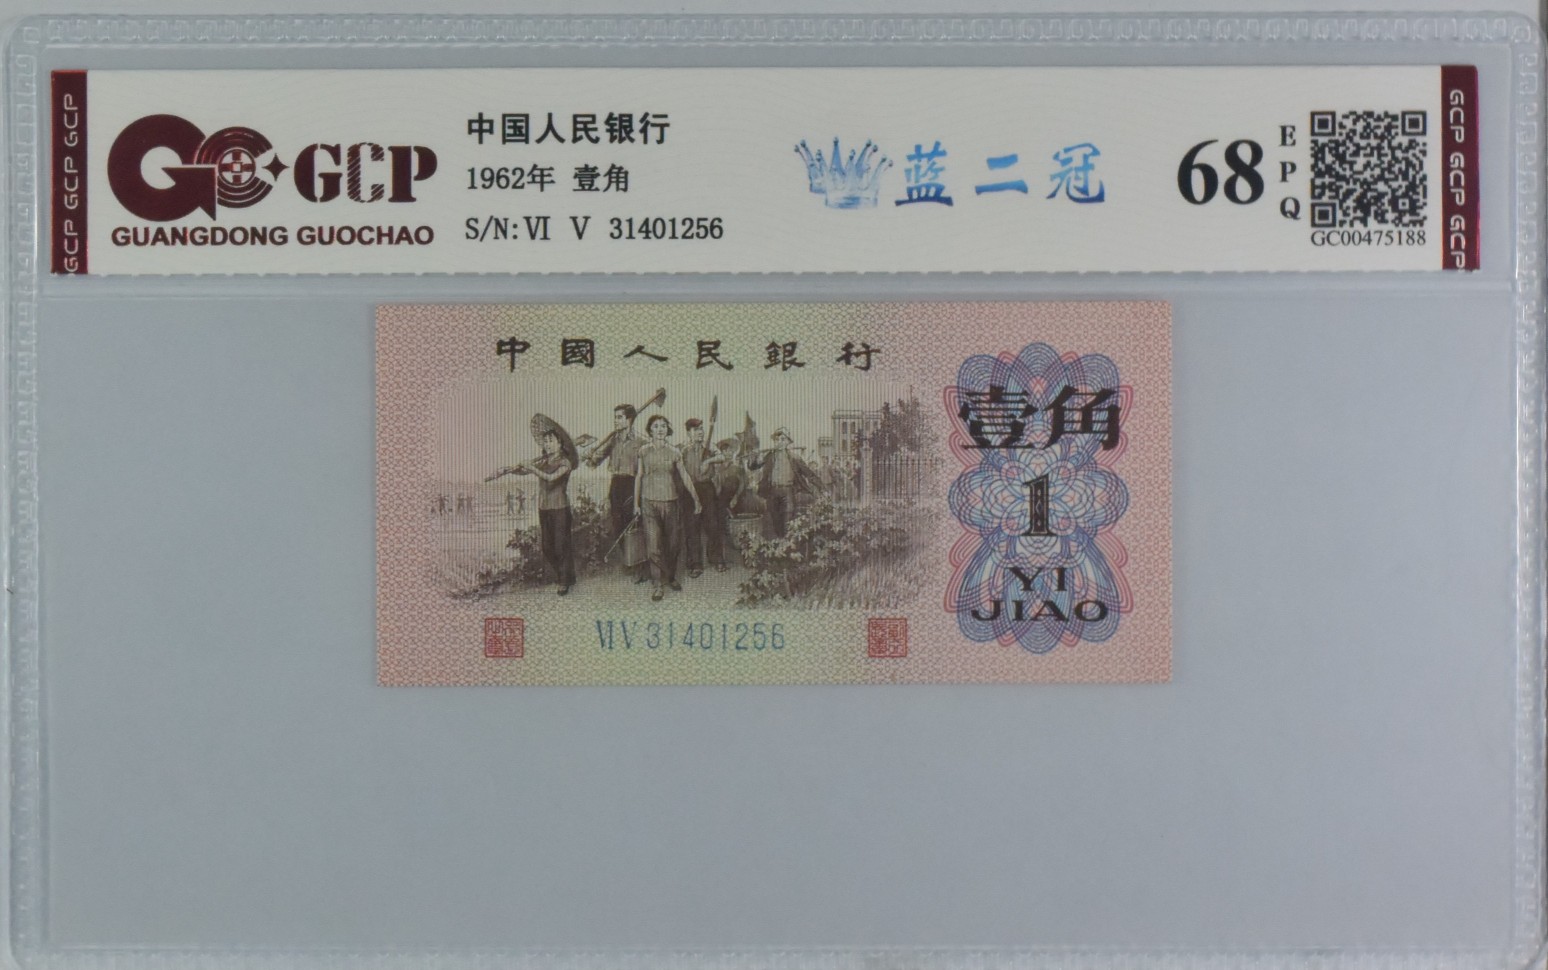 GCP GCP GCP
GCP
GUANGDONG GUOCHAO
中国人民银行
1962年 壹角
S/N: Ⅵ Ⅴ 31401256
蓝二冠
68
EPQ
GC00475188
GCP GCP GCP
中國人民銀行
壹角
1
YI
JIAO
ⅥⅤ31401256